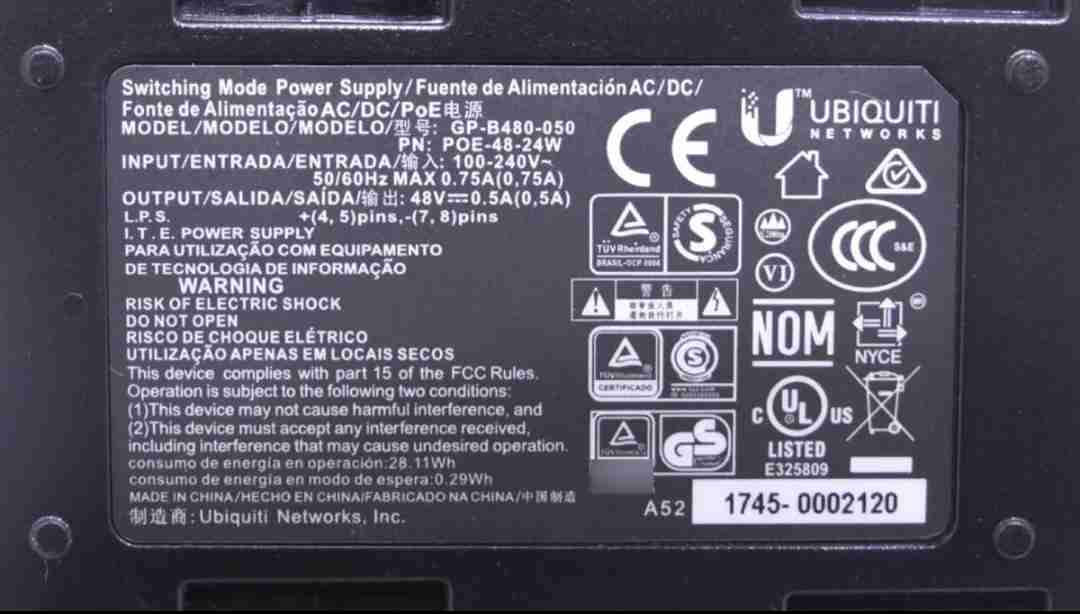 Switching Mode Power Supply/Fuente de Alimentación AC/DC/
Fonte de Alimentação AC/DC/PoE电源
MODEL/MODELO/MODELO/型号: GP-B480-050
PN: POE-48-24W
INPUT/ENTRADA/ENTRADA/输入: 100-240V~
50/60Hz MAX 0.75A(0,75A)
OUTPUT/SALIDA/SAÍDA/输出: 48V⎓0.5A(0,5A)
L.P.S. +(4, 5)pins,-(7, 8)pins
I.T.E. POWER SUPPLY
PARA UTILIZAÇÃO COM EQUIPAMENTO
DE TECNOLOGIA DE INFORMAÇÃO
WARNING
RISK OF ELECTRIC SHOCK
DO NOT OPEN
RISCO DE CHOQUE ELÉTRICO
UTILIZAÇÃO APENAS EM LOCAIS SECOS
This device complies with part 15 of the FCC Rules.
Operation is subject to the following two conditions:
(1)This device may not cause harmful interference, and
(2)This device must accept any interference received,
including interference that may cause undesired operation.
consumo de energía en operación:28.11Wh
consumo de energía en modo de espera:0.29Wh
MADE IN CHINA/HECHO EN CHINA/FABRICADO NA CHINA/中国制造
制造商: Ubiquiti Networks, Inc.
CE
U™ UBIQUITI
NETWORKS
TÜVRheinland
BRASIL-OCP 0004
SAFETY
S
SEGURANÇA
CCC S&E
VI
警告
NOM
NYCE
CERTIFICADO
S
GS
C UL US
LISTED
E325809
A52
1745- 0002120